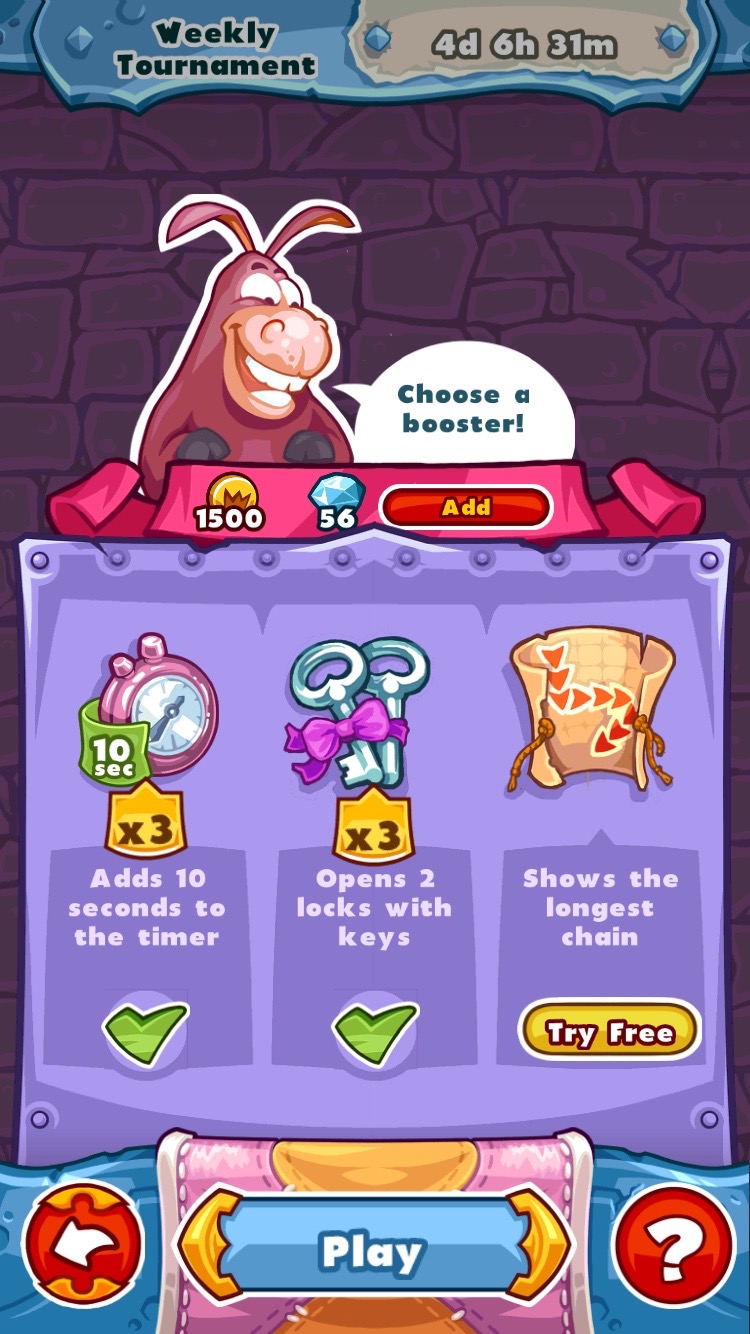 Weekly
Tournament
4d 6h 31m
Choose a
booster!
1500
56
Add
10
sec
x3
x3
Adds 10
seconds to
the timer
Opens 2
locks with
keys
Shows the
longest
chain
Try Free
Play
?